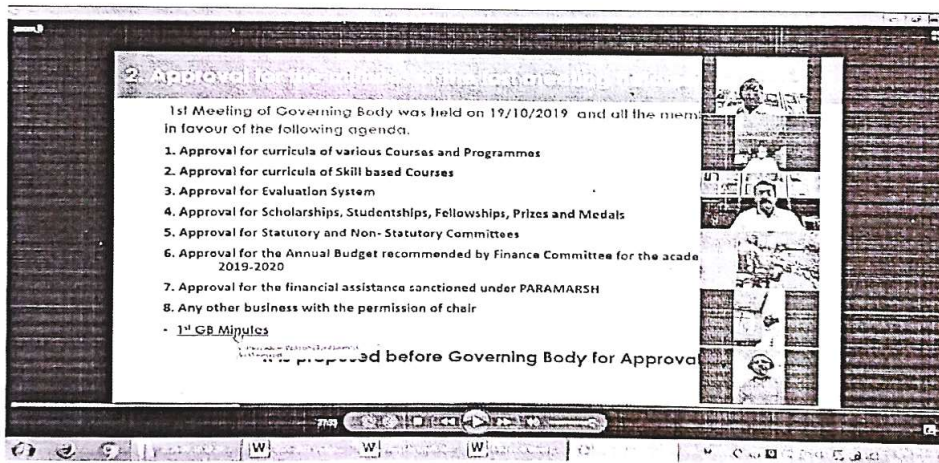 2. Approval for the
1st Meeting of Governing Body was held on 19/10/2019 and all the mem
in favour of the following agenda.
1. Approval for curricula of various Courses and Programmes
2. Approval for curricula of Skill based Courses
3. Approval for Evaluation System
4. Approval for Scholarships, Studentships, Fellowships, Prizes and Medals
5. Approval for Statutory and Non- Statutory Committees
6. Approval for the Annual Budget recommended by Finance Committee for the acade
2019-2020
7. Approval for the financial assistance sanctioned under PARAMARSH
8. Any other business with the permission of chair
- 1st GB Minutes
proposed before Governing Body for Approval